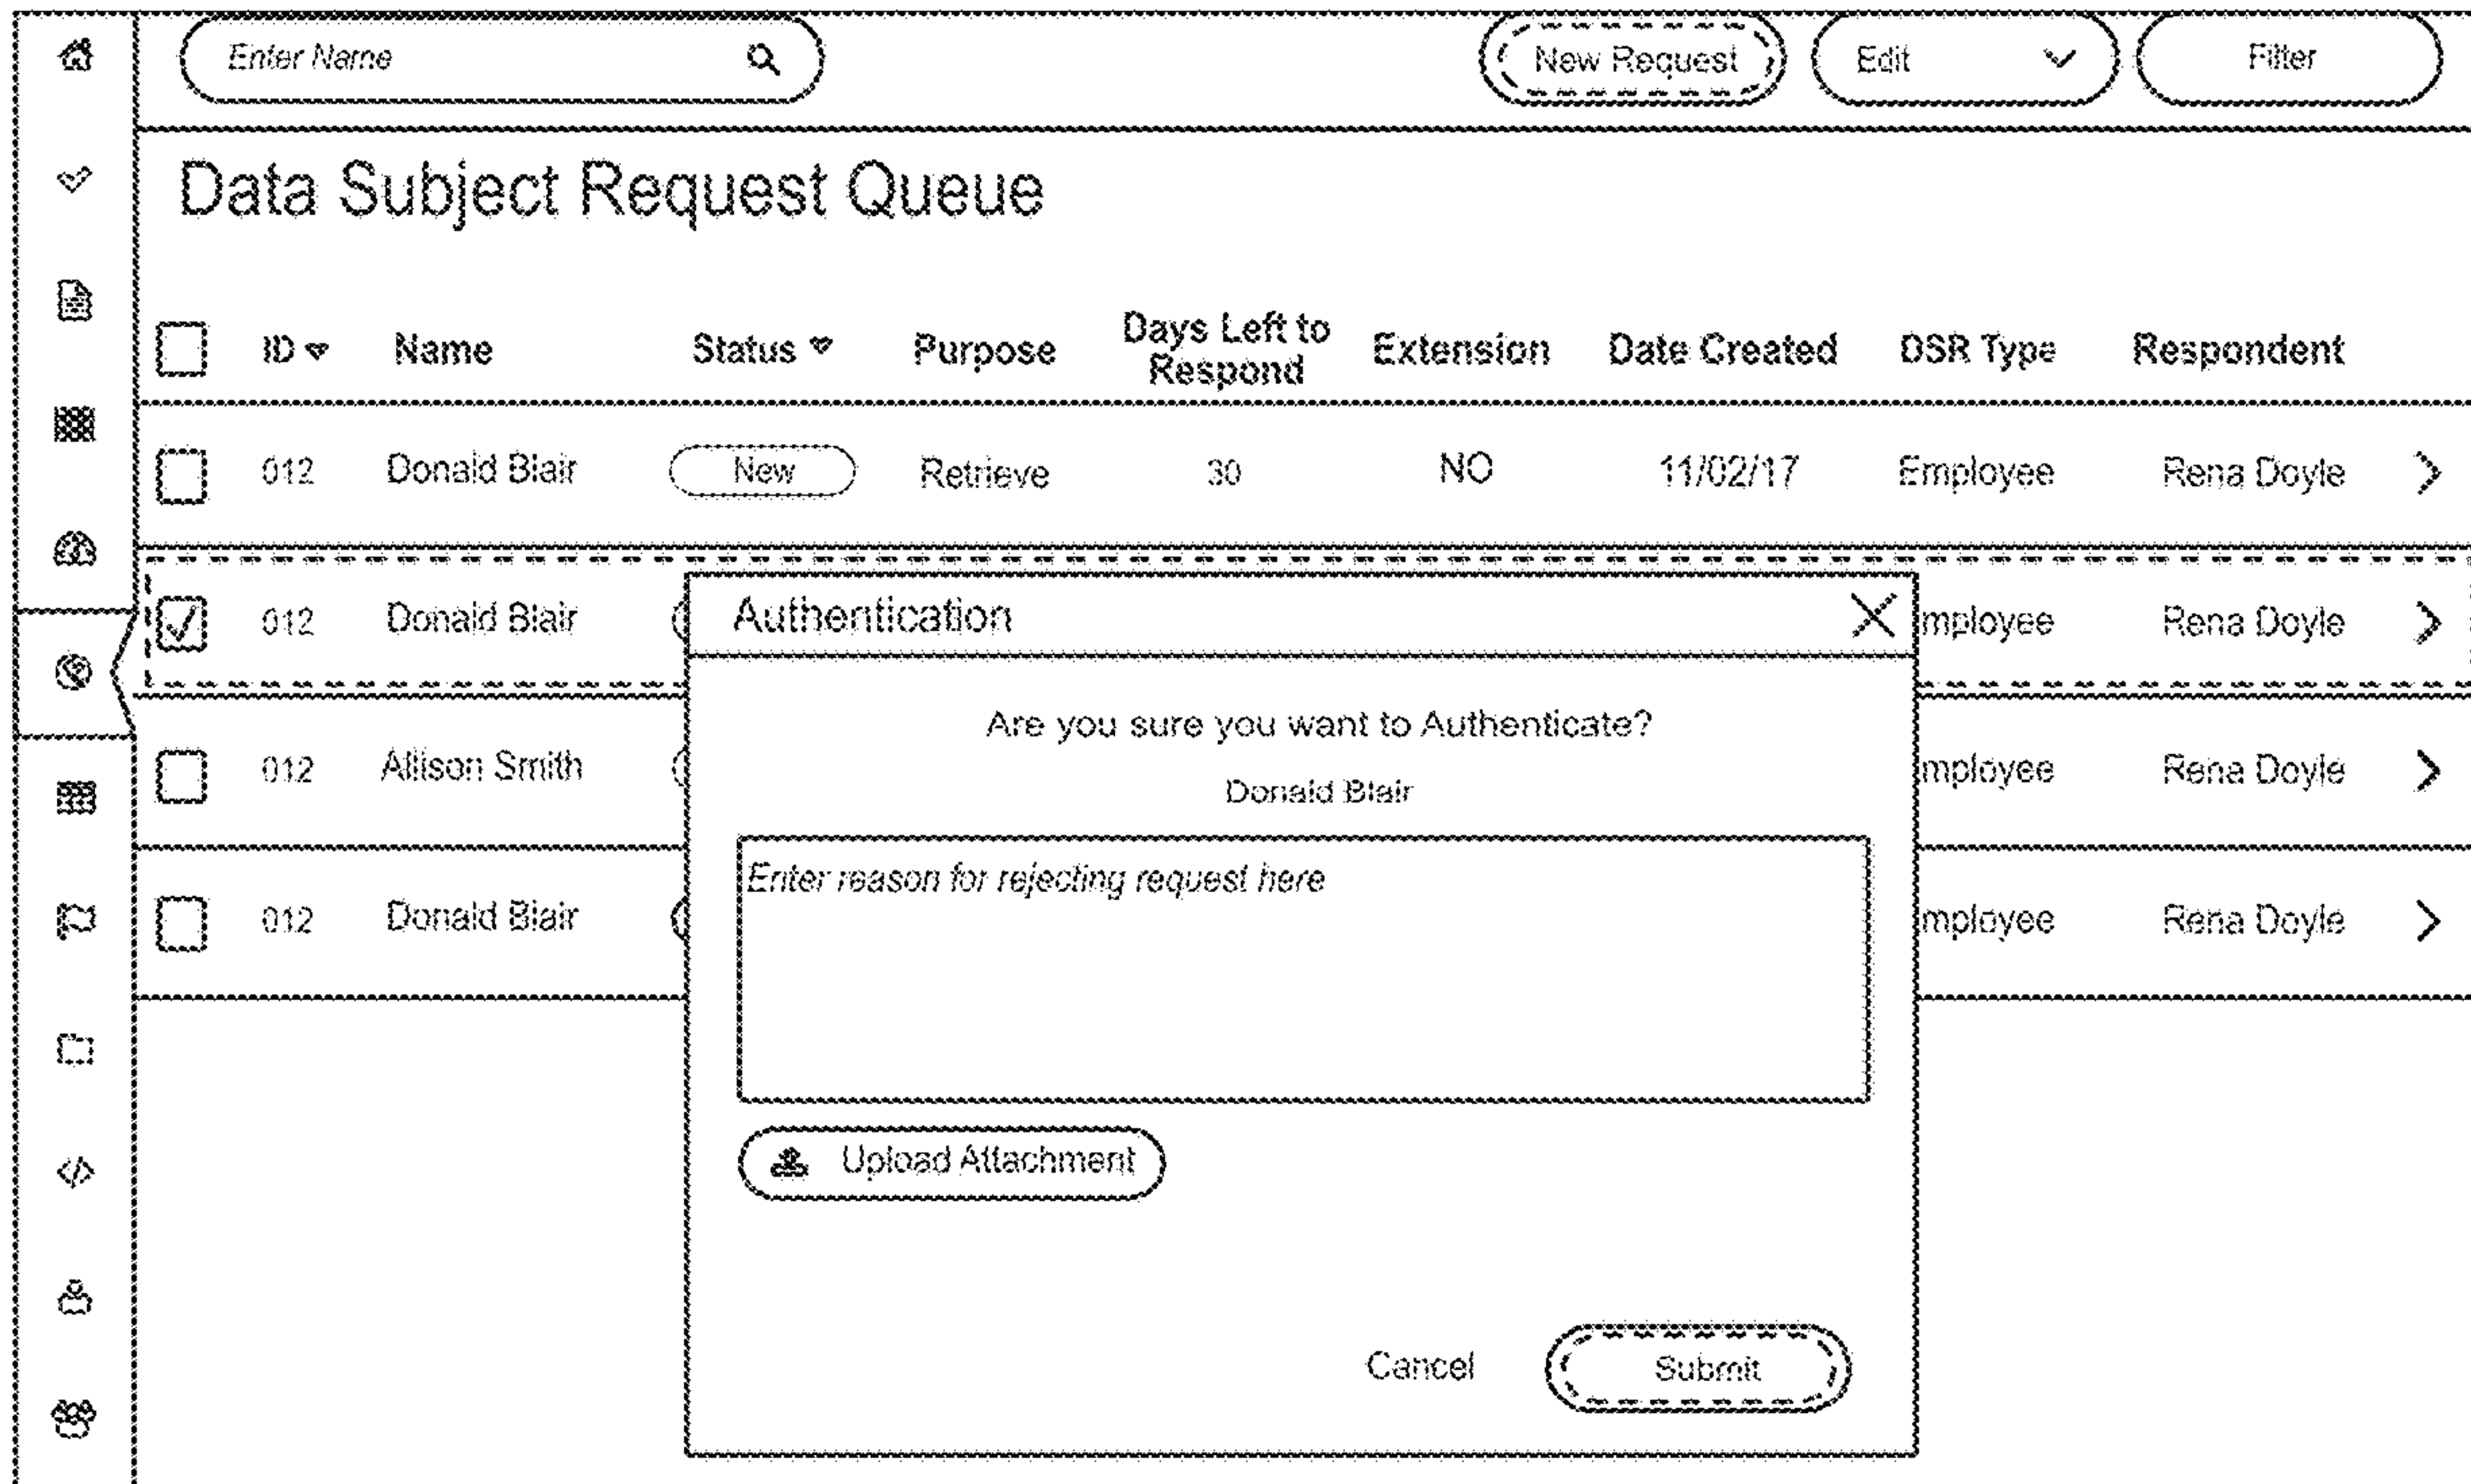 Enter Name
New Request
Edit
Filter
Data Subject Request Queue
ID Name Status Purpose Days Left to Respond Extension Date Created DSR Type Respondent
012 Donald Blair New Retrieve 30 NO 11/02/17 Employee Rena Doyle
012 Donald Blair mployee Rena Doyle
Authentication
Are you sure you want to Authenticate?
012 Allison Smith mployee Rena Doyle
Donald Blair
Enter reason for rejecting request here
012 Donald Blair mployee Rena Doyle
Upload Attachment
Cancel
Submit